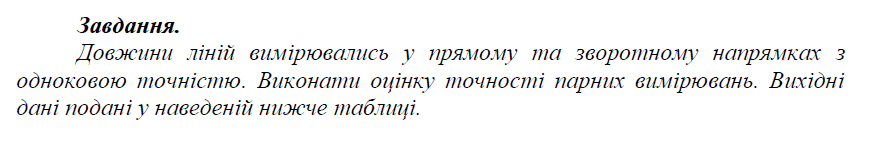 Завдання.
Довжини ліній вимірювались у прямому та зворотному напрямках з
одноковою точністю. Виконати оцінку точності парних вимірювань. Вихідні
дані подані у наведеній нижче таблиці.